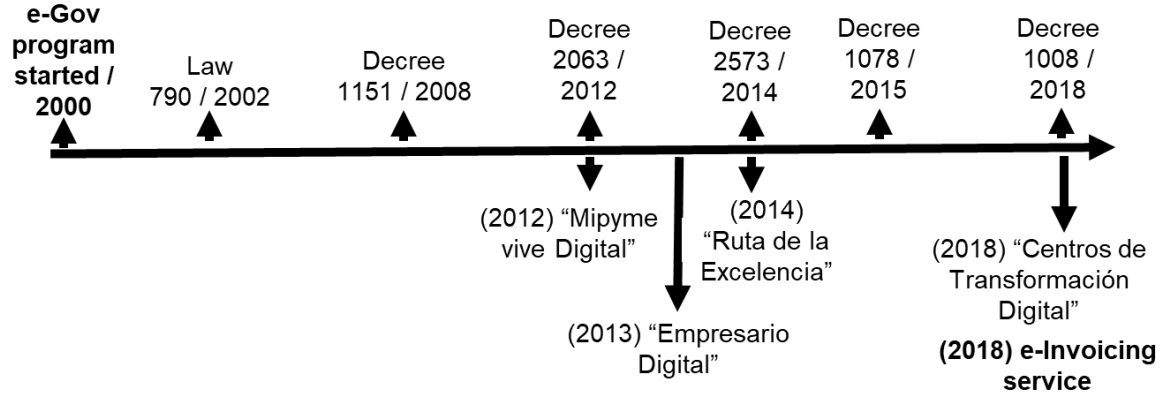 e-Gov
program
started /
2000
Law
790 / 2002
Decree
1151 / 2008
Decree
2063 /
2012
Decree
2573 /
2014
Decree
1078 /
2015
Decree
1008 /
2018
(2012) “Mipyme
vive Digital”
(2013) “Empresario
Digital”
(2014)
“Ruta de la
Excelencia”
(2018) “Centros de
Transformación
Digital”
(2018) e-Invoicing
service